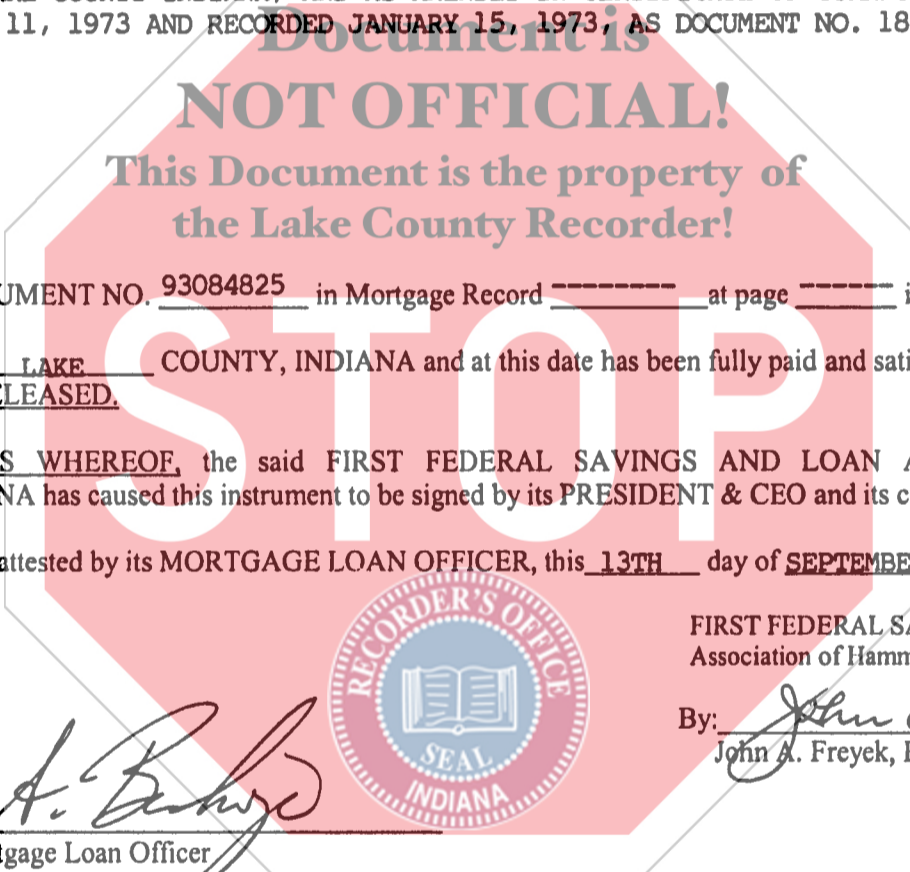 11, 1973 AND RECORDED JANUARY 15, 1973, AS DOCUMENT NO. 18
Document is
NOT OFFICIAL!
This Document is the property of
the Lake County Recorder!
UMENT NO. 93084825 in Mortgage Record --------- at page ------ i
LAKE COUNTY, INDIANA and at this date has been fully paid and sati
LEASED.
S WHEREOF, the said FIRST FEDERAL SAVINGS AND LOAN A
NA has caused this instrument to be signed by its PRESIDENT & CEO and its c
attested by its MORTGAGE LOAN OFFICER, this 13TH day of SEPTEMBE
STOP
FIRST FEDERAL SA
Association of Hamm
By: John
John A. Freyek, P
RECORDER'S OFFICE
SEAL
INDIANA
A.
tgage Loan Officer